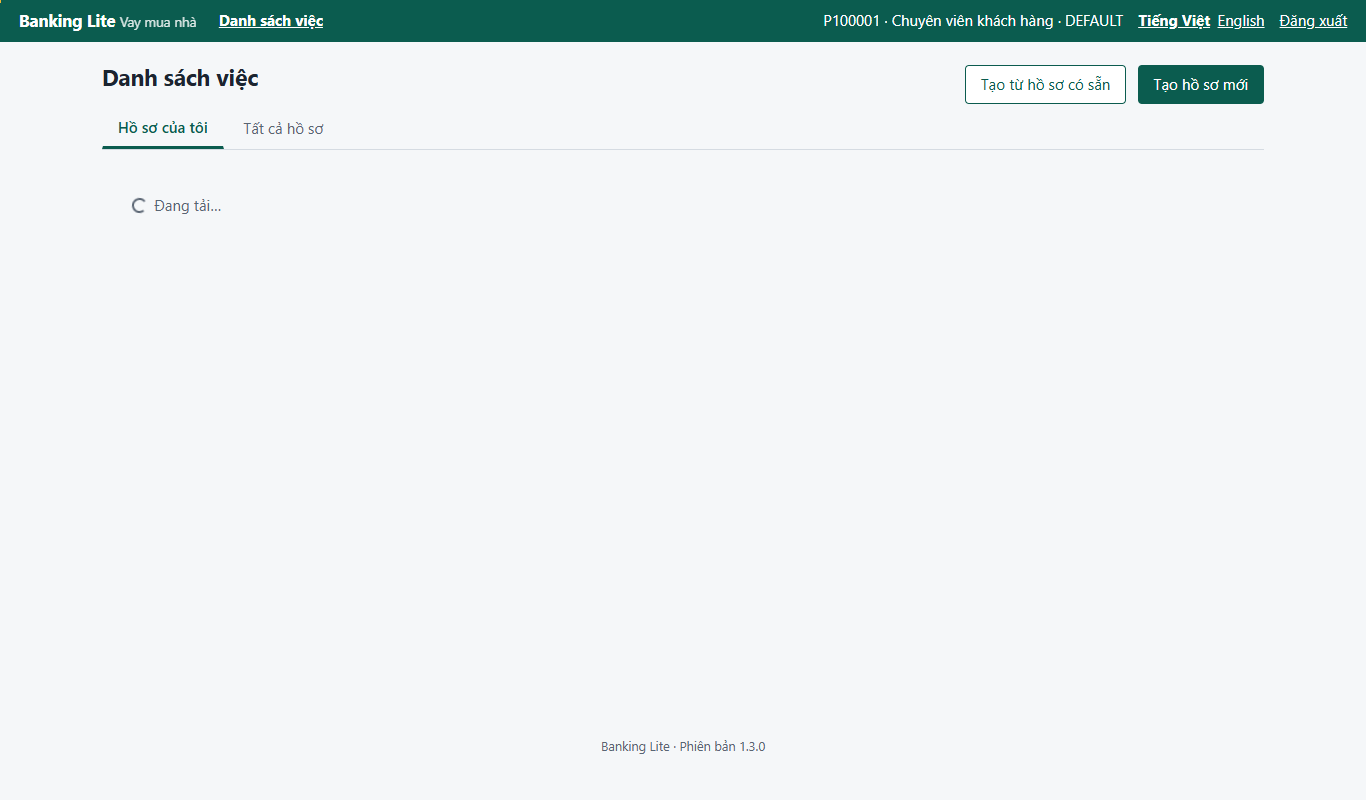 Banking Lite Vay mua nhà Danh sách việc P100001 · Chuyên viên khách hàng · DEFAULT Tiếng Việt English Đăng xuất
Danh sách việc
Tạo từ hồ sơ có sẵn Tạo hồ sơ mới
Hồ sơ của tôi Tất cả hồ sơ
Đang tải...
Banking Lite · Phiên bản 1.3.0